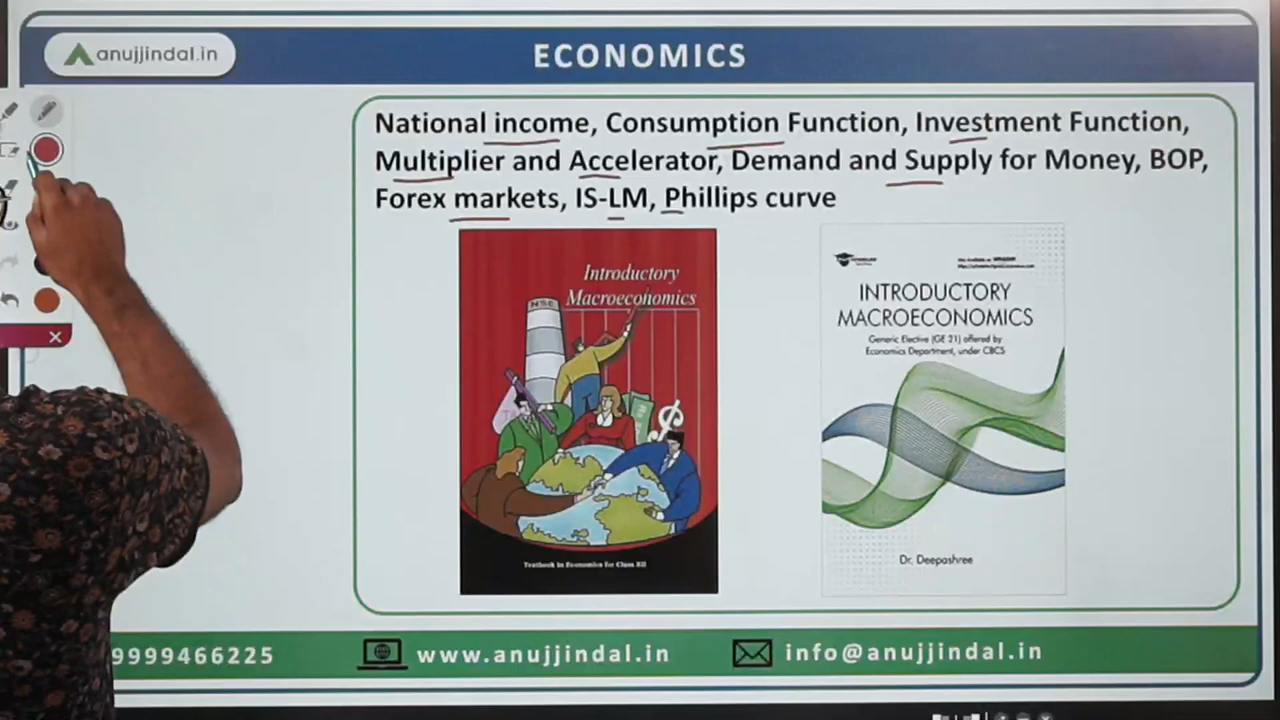 anujjindal.in
ECONOMICS
National income, Consumption Function, Investment Function,
Multiplier and Accelerator, Demand and Supply for Money, BOP,
Forex markets, IS-LM, Phillips curve
NSC
Introductory
Macroeconomics
$
Textbook in Economics for Class XII
INTRODUCTORY
MACROECONOMICS
Generic Elective (GE 21) offered by
Economics Department, under CBCS
Dr. Deepashree
9999466225
www.anujjindal.in
info@anujjindal.in